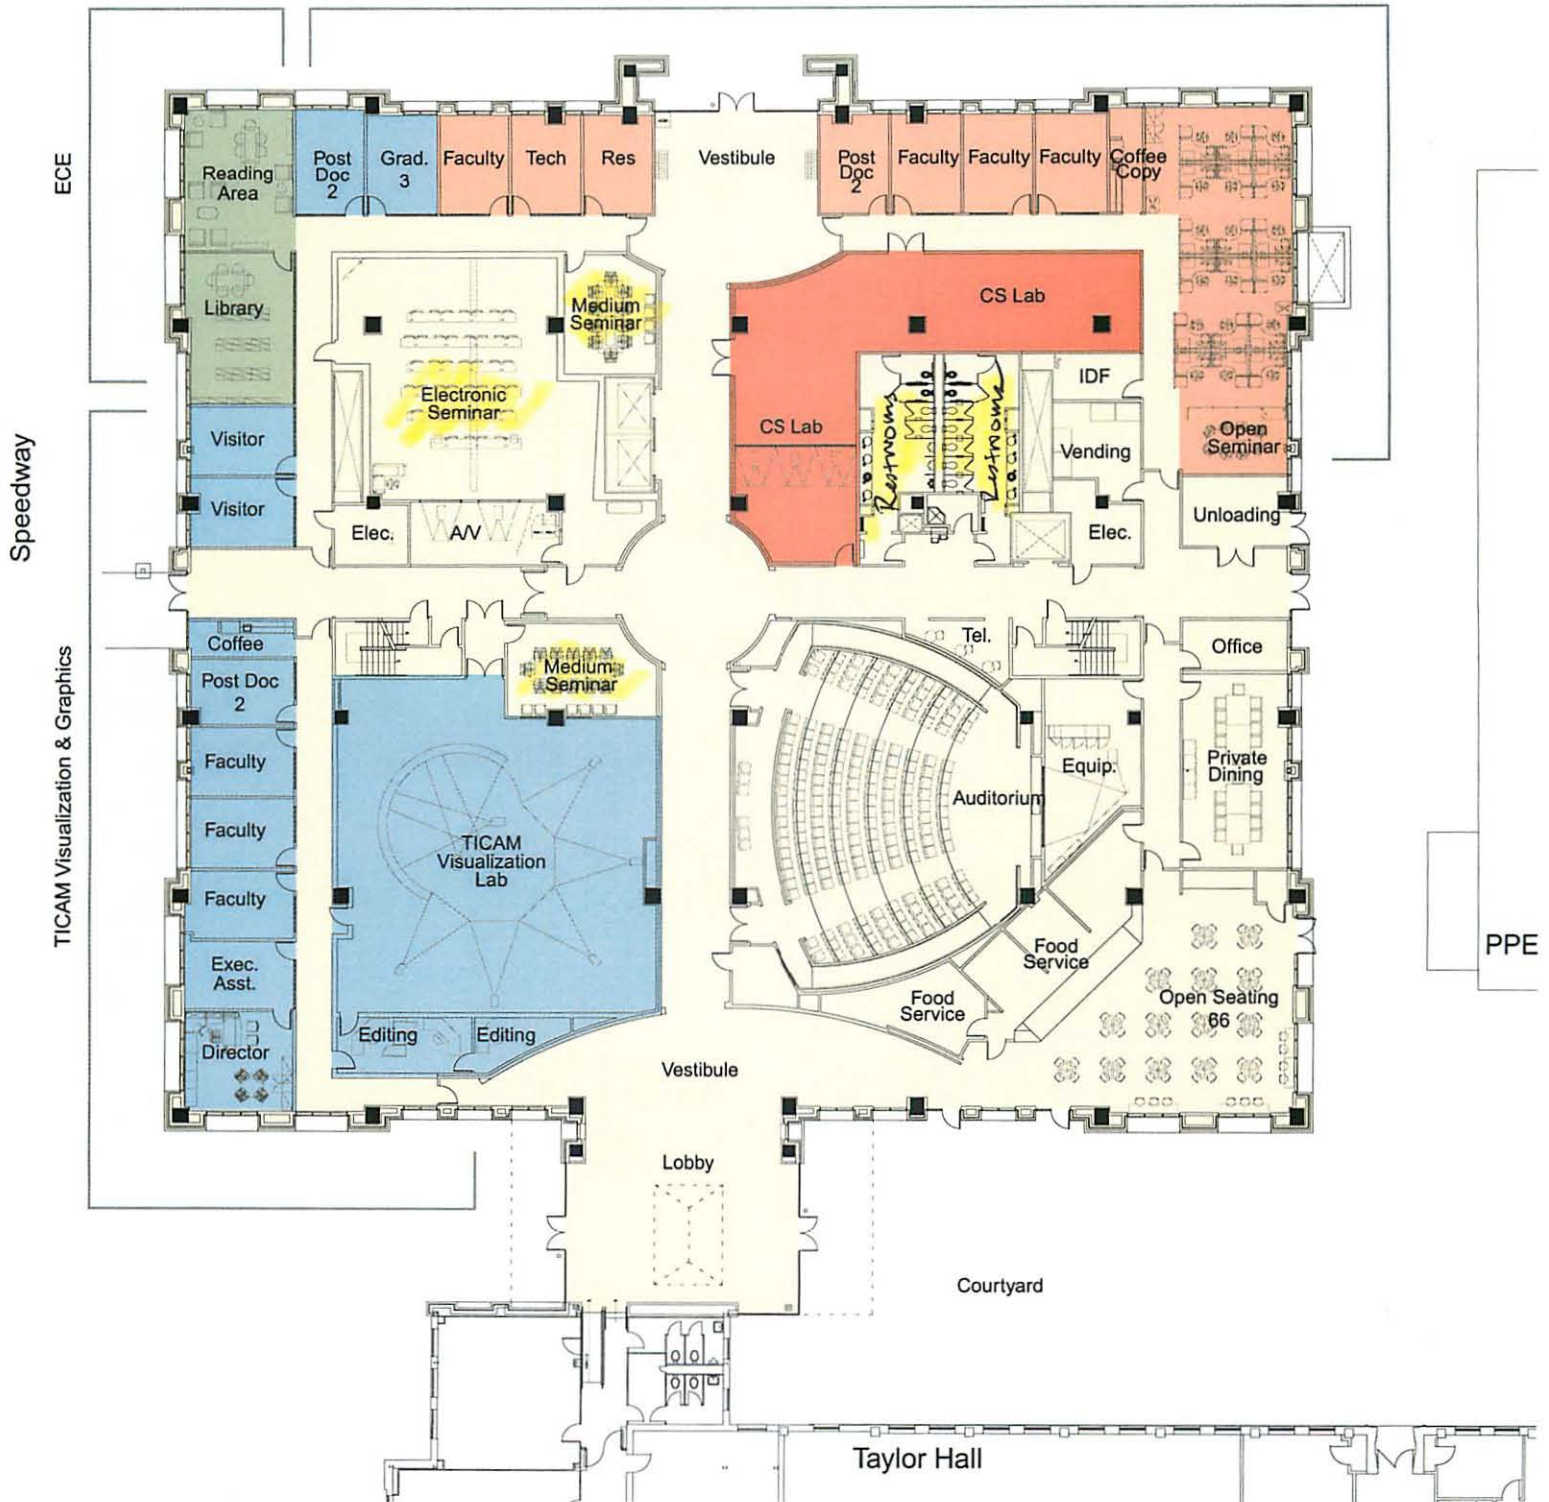 ECE
Speedway
TICAM Visualization & Graphics
Reading
Area
Post
Doc
2
Grad.
3
Faculty
Tech
Res
Vestibule
Post
Doc
2
Faculty
Faculty
Faculty
Coffee
Copy
Library
Medium
Seminar
CS Lab
Electronic
Seminar
CS Lab
Restrooms
Restrooms
IDF
Vending
Open
Seminar
Visitor
Visitor
Elec.
A/V
Elec.
Unloading
Coffee
Medium
Seminar
Tel.
Office
Post Doc
2
Faculty
Faculty
Faculty
TICAM
Visualization
Lab
Auditorium
Equip.
Private
Dining
Exec.
Asst.
Food
Service
Food
Service
Open Seating
66
PPE
Director
Editing
Editing
Vestibule
Lobby
Courtyard
Taylor Hall